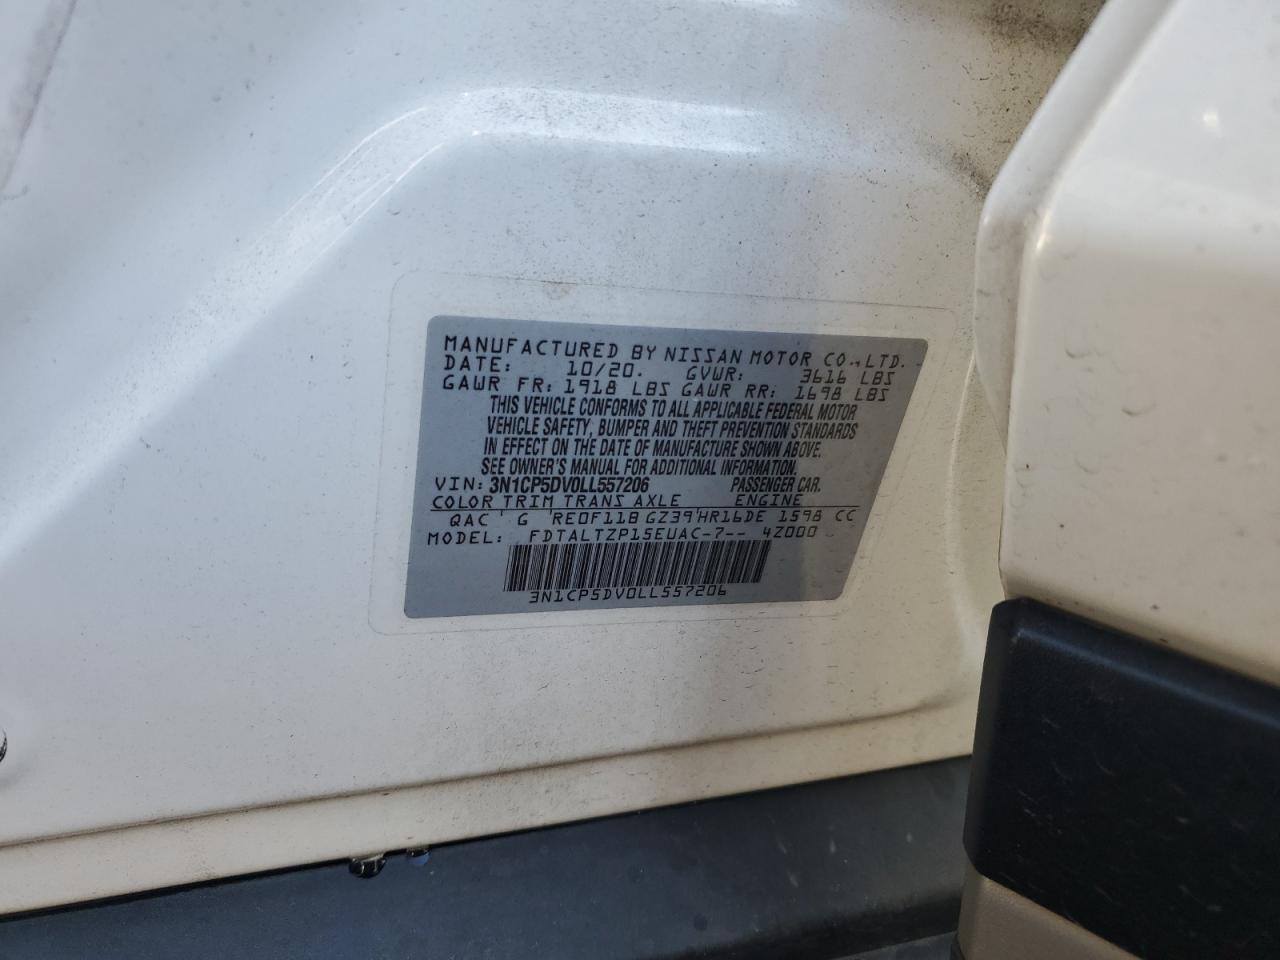 MANUFACTURED BY NISSAN MOTOR CO., LTD.
DATE: 10/20. GVWR: 3616 LBS
GAWR FR: 1918 LBS GAWR RR: 1698 LBS
THIS VEHICLE CONFORMS TO ALL APPLICABLE FEDERAL MOTOR
VEHICLE SAFETY, BUMPER AND THEFT PREVENTION STANDARDS
IN EFFECT ON THE DATE OF MANUFACTURE SHOWN ABOVE.
SEE OWNER'S MANUAL FOR ADDITIONAL INFORMATION.
VIN: 3N1CP5DV0LL557206 PASSENGER CAR.
COLOR TRIM TRANS AXLE ENGINE
QAC G RE0F11B GZ39 HR16DE 1598 CC
MODEL: FDTALTZP15EUAC-7-- 4Z000
3N1CP5DV0LL557206